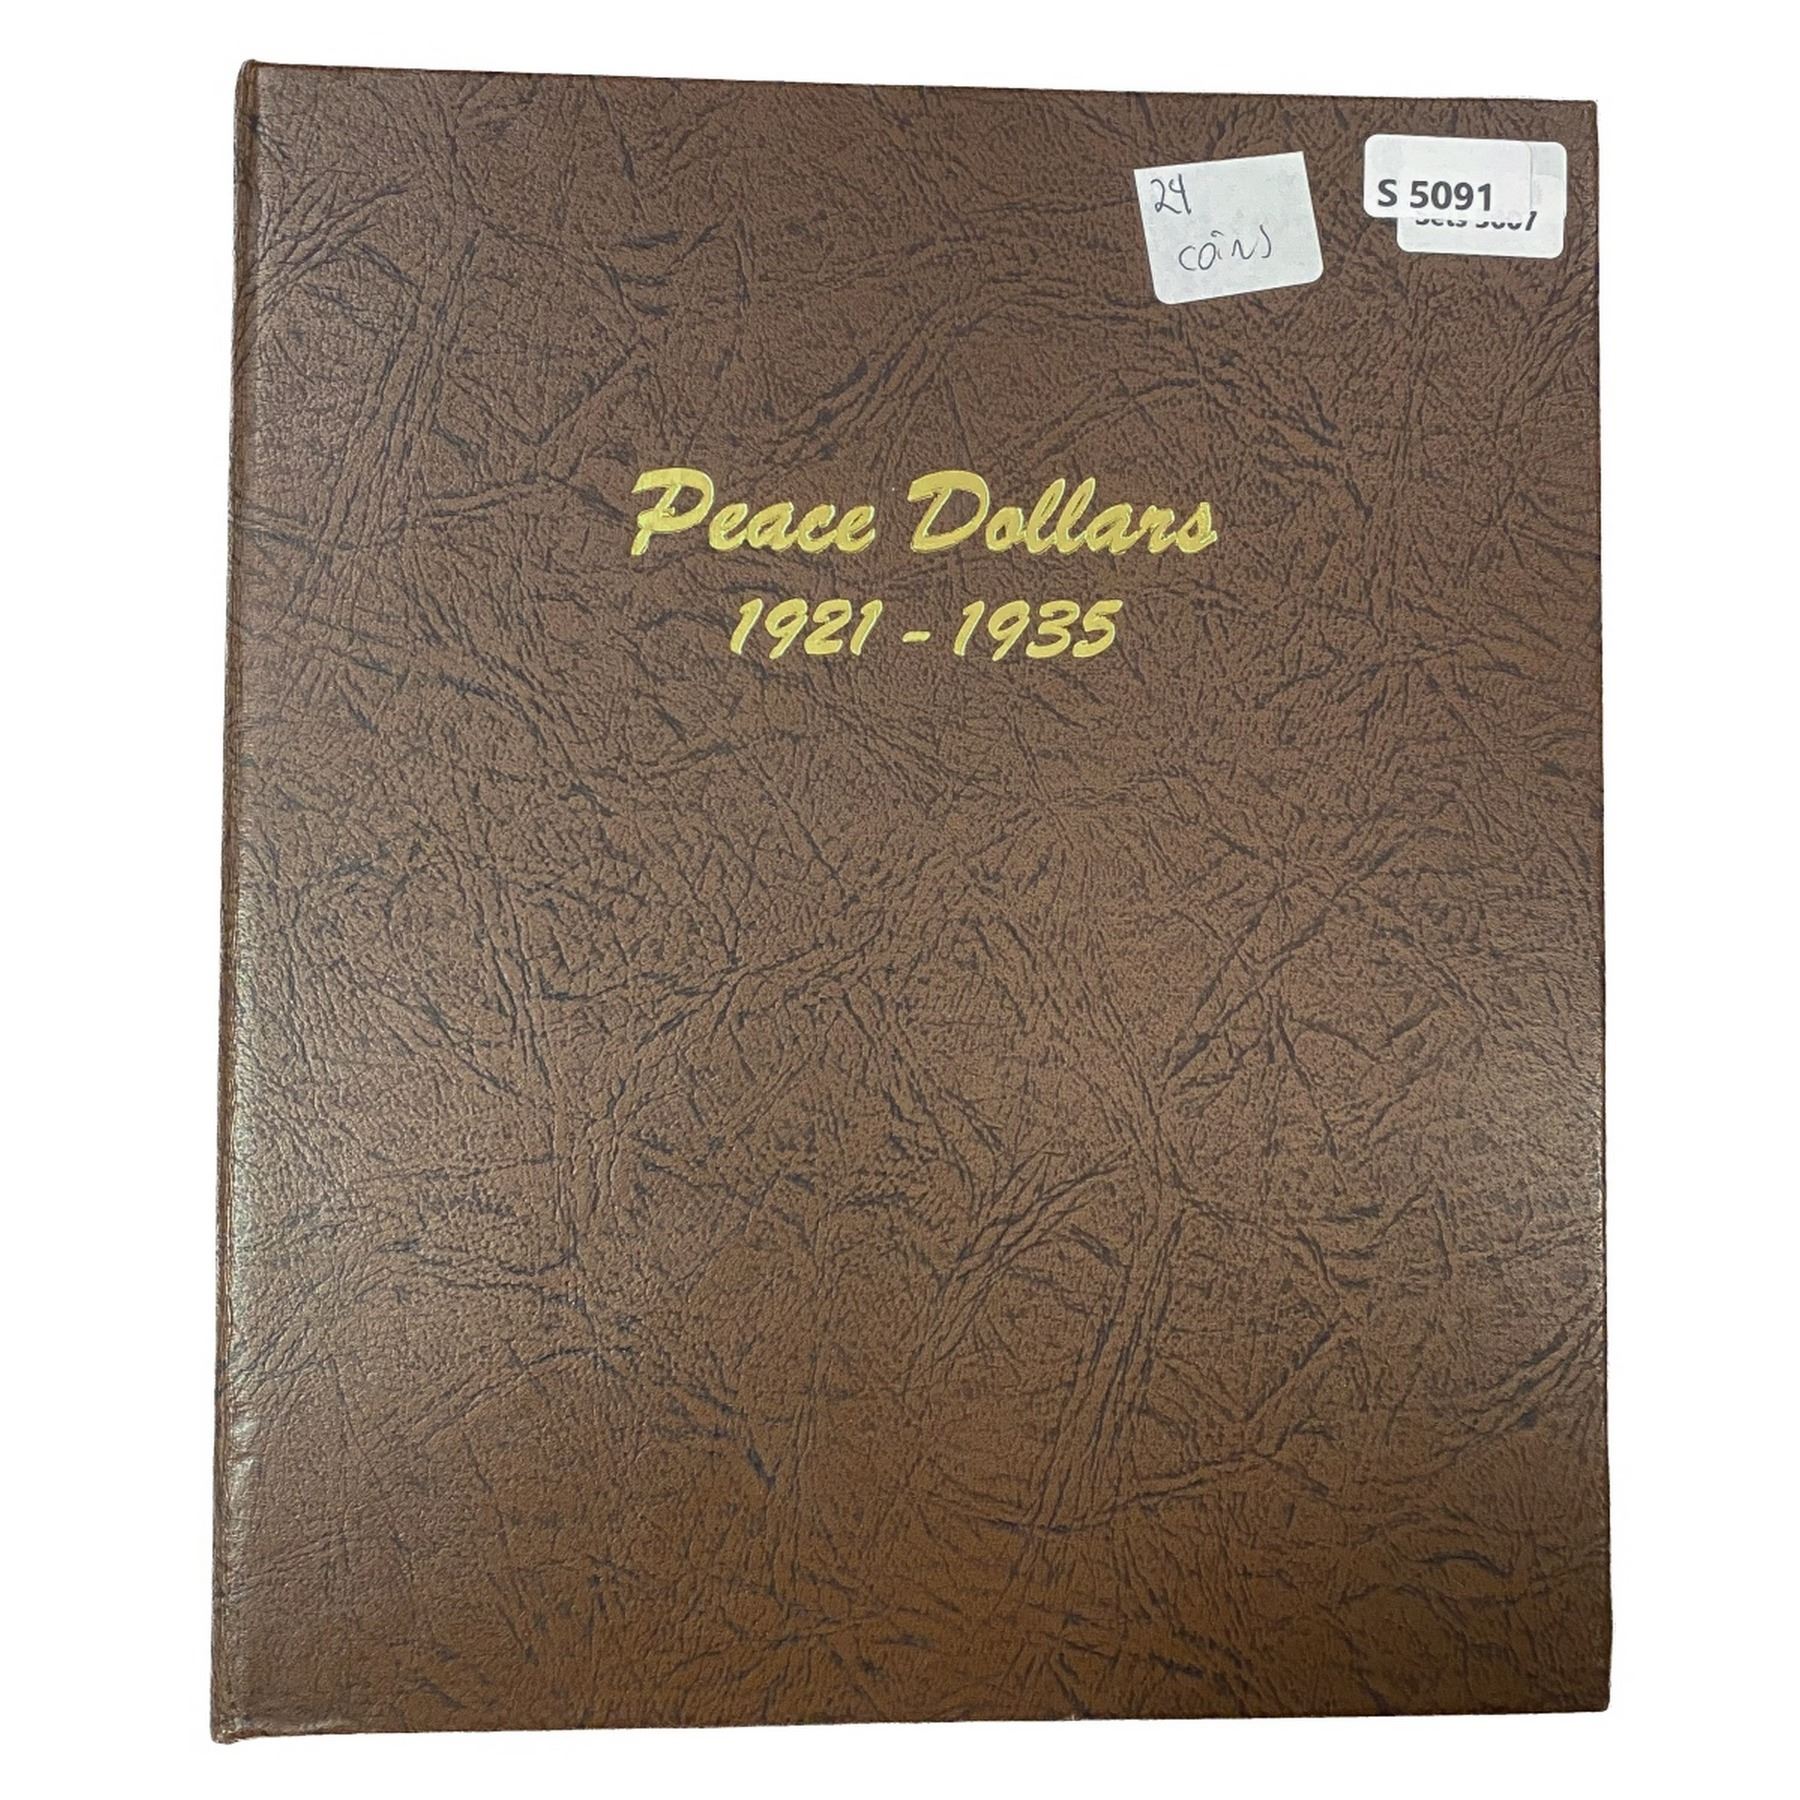 24
coins
S 5091
Peace Dollars
1921 - 1935